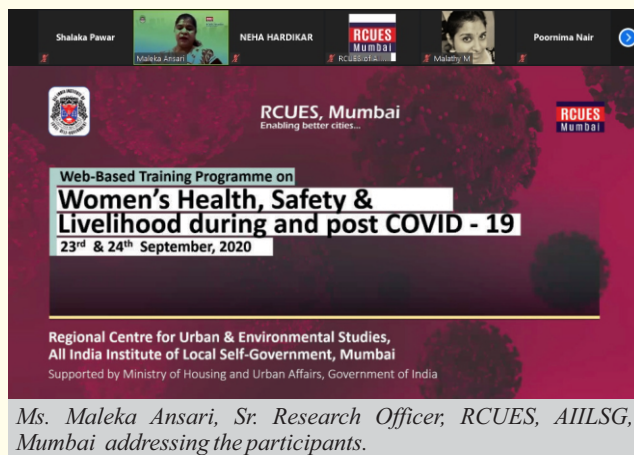 Shalaka Pawar
Maleka Ansari
NEHA HARDIKAR
RCUES
Mumbai
RCUES of A
Malathy M
Poornima Nair
RCUES, Mumbai
Enabling better cities...
RCUES
Mumbai
Web-Based Training Programme on
Women's Health, Safety &
Livelihood during and post COVID - 19
23rd & 24th September, 2020
Regional Centre for Urban & Environmental Studies,
All India Institute of Local Self-Government, Mumbai
Supported by Ministry of Housing and Urban Affairs, Government of India
Ms. Maleka Ansari, Sr. Research Officer, RCUES, AIILSG,
Mumbai addressing the participants.